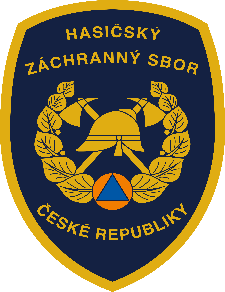 HASIČSKÝ
ZÁCHRANNÝ SBOR
ČESKÉ REPUBLIKY